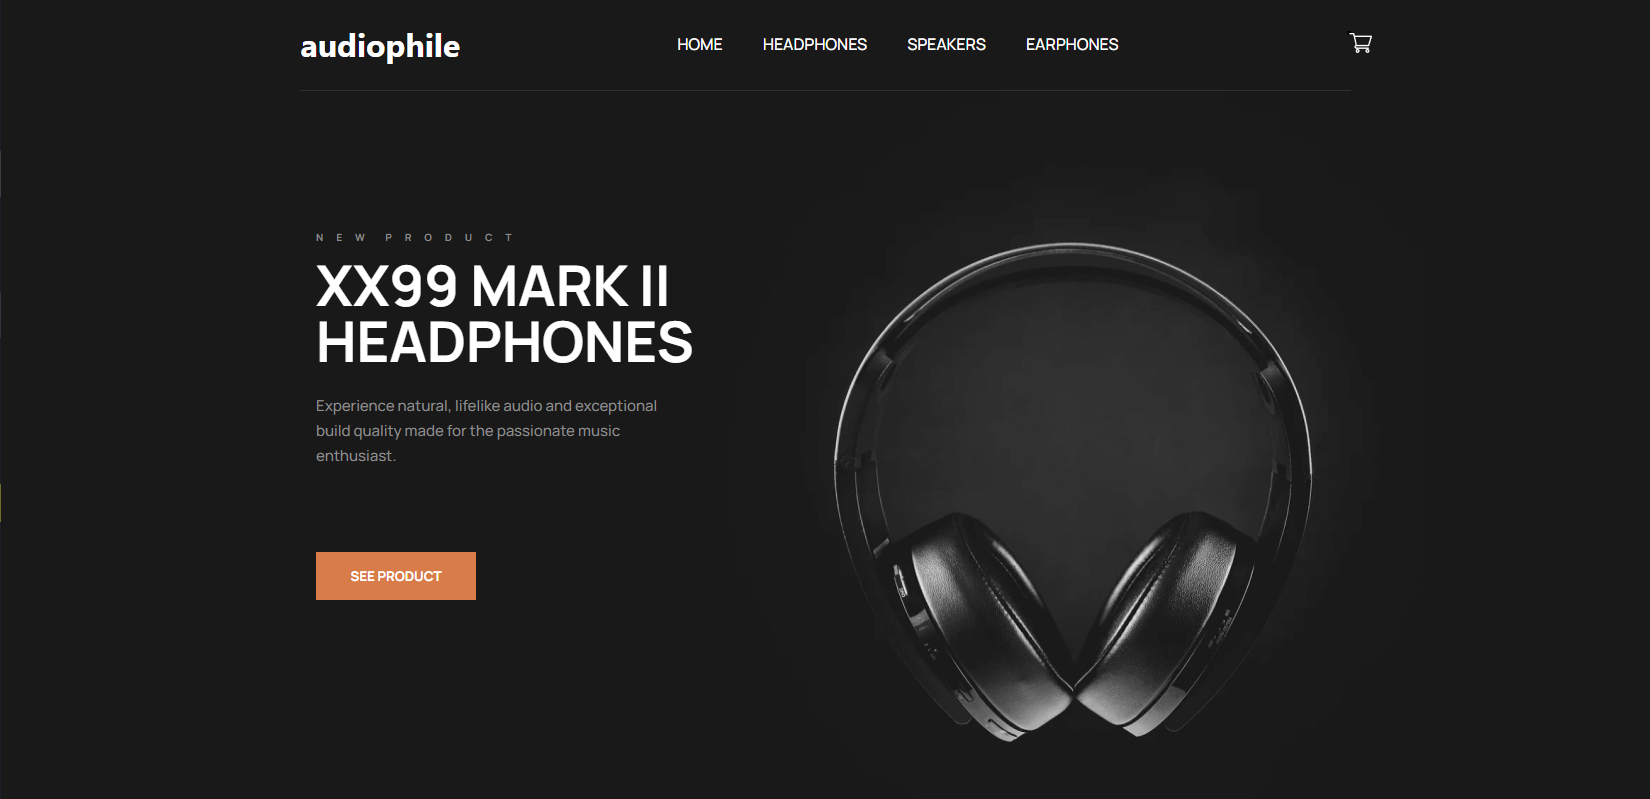 audiophile
HOME
HEADPHONES
SPEAKERS
EARPHONES
NEW PRODUCT
XX99 MARK II
HEADPHONES
Experience natural, lifelike audio and exceptional
build quality made for the passionate music
enthusiast.
SEE PRODUCT